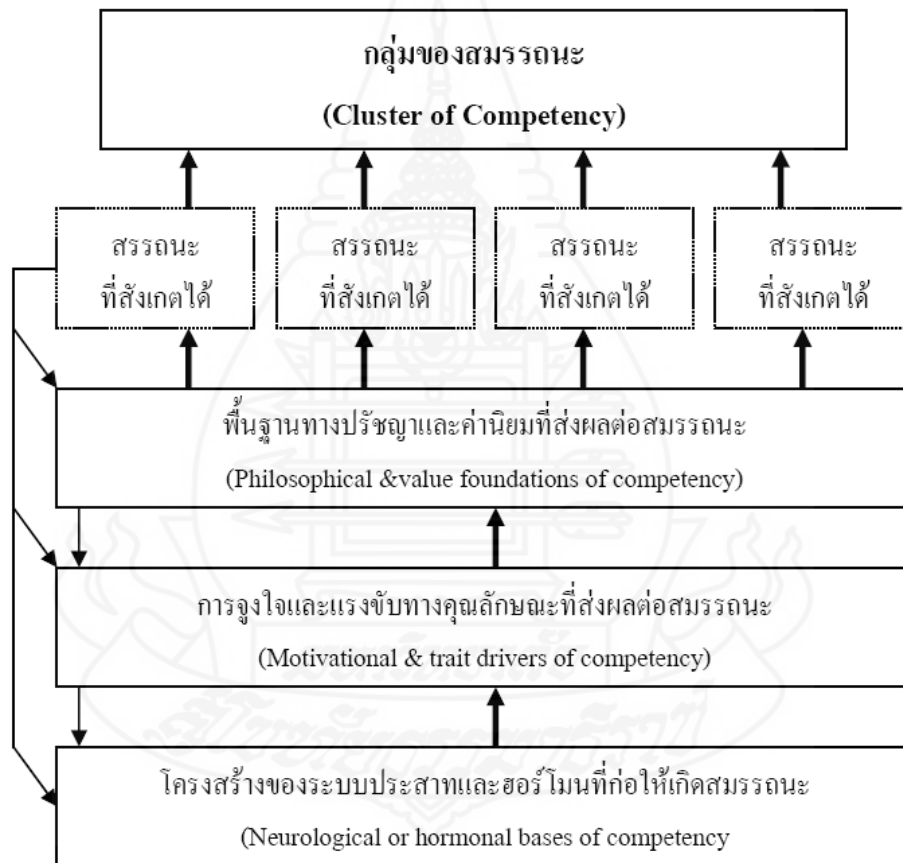 กลุ่มของสมรรถนะ
(Cluster of Competency)
สรรถนะ
ที่สังเกตได้
สรรถนะ
ที่สังเกตได้
สรรถนะ
ที่สังเกตได้
สรรถนะ
ที่สังเกตได้
พื้นฐานทางปรัชญาและค่านิยมที่ส่งผลต่อสมรรถนะ
(Philosophical &value foundations of competency)
การจูงใจและแรงขับทางคุณลักษณะที่ส่งผลต่อสมรรถนะ
(Motivational & trait drivers of competency)
โครงสร้างของระบบประสาทและฮอร์โมนที่ก่อให้เกิดสมรรถนะ
(Neurological or hormonal bases of competency